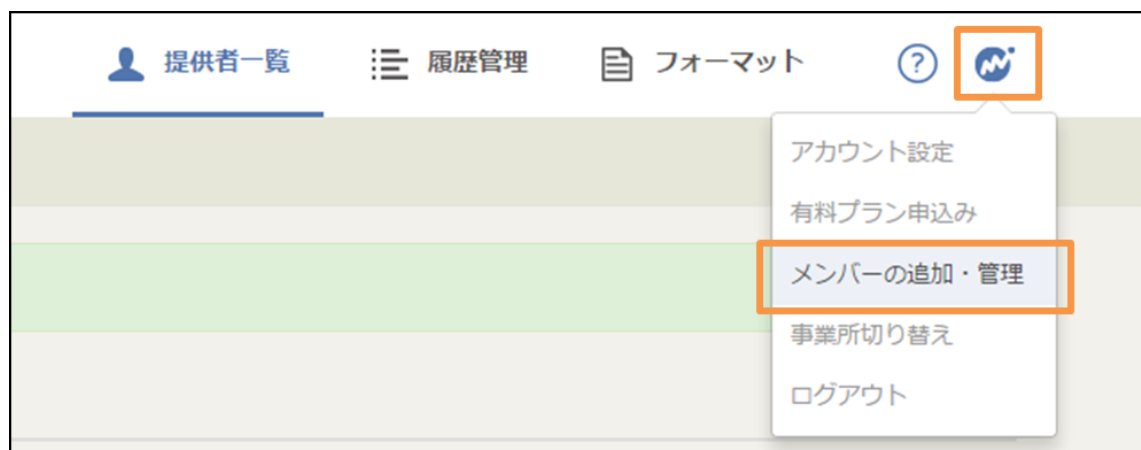 提供者一覧 履歴管理 フォーマット ?
アカウント設定
有料プラン申込み
メンバーの追加・管理
事業所切り替え
ログアウト